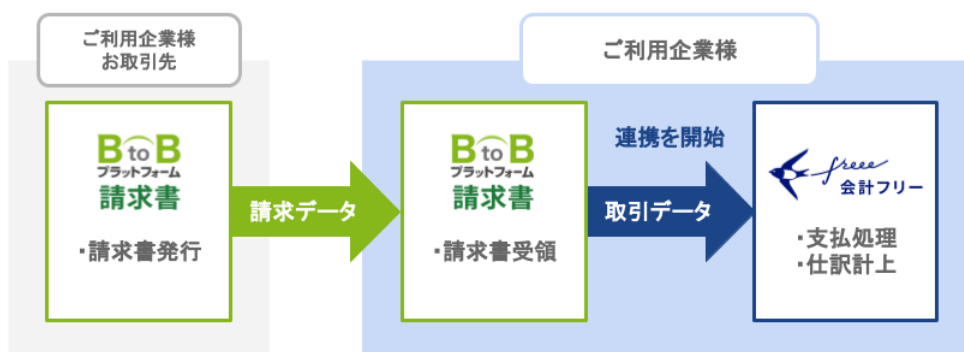 ご利用企業様
お取引先
ご利用企業様
BtoB
プラットフォーム
請求書
・請求書発行
請求データ
BtoB
プラットフォーム
請求書
・請求書受領
連携を開始
取引データ
freee
会計フリー
・支払処理
・仕訳計上